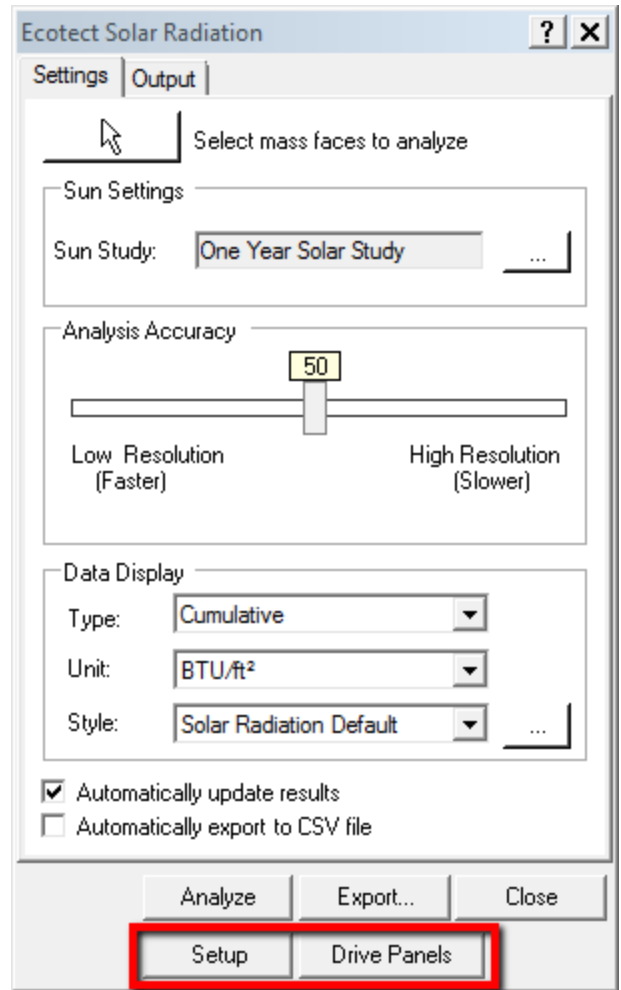 Ecotect Solar Radiation ?
Settings Output
Select mass faces to analyze
Sun Settings
Sun Study: One Year Solar Study ...
Analysis Accuracy
50
Low Resolution High Resolution
(Faster) (Slower)
Data Display
Type: Cumulative
Unit: BTU/ft²
Style: Solar Radiation Default ...
Automatically update results
Automatically export to CSV file
Analyze Export... Close
Setup Drive Panels